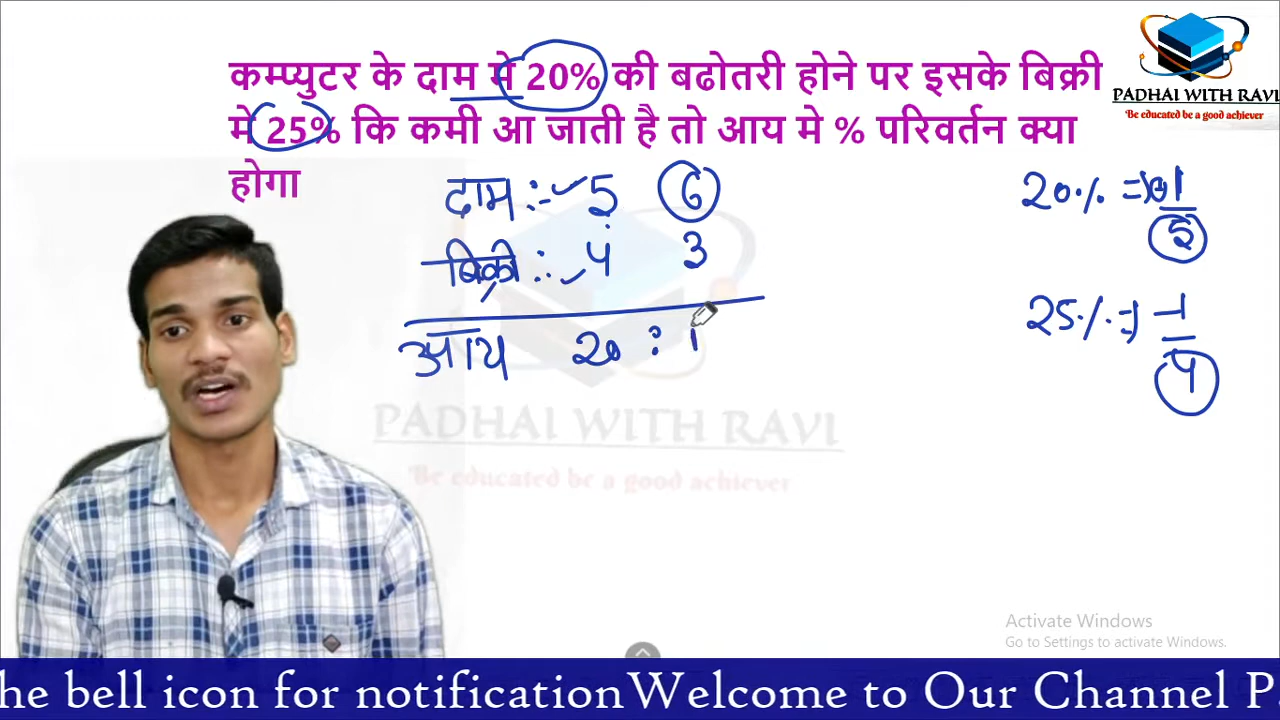 कम्प्युटर के दाम मे 20% की बढोतरी होने पर इसके बिक्री
मे 25% कि कमी आ जाती है तो आय मे % परिवर्तन क्या
होगा
PADHAI WITH RAVI
'Be educated be a good achiever
दाम :- 5 6
बिक्री :- 4 3
आय 20 : 1
20% => 1/5
25% => -1/4
PADHAI WITH RAVI
'Be educated be a good achiever
Activate Windows
Go to Settings to activate Windows.
he bell icon for notification Welcome to Our Channel P